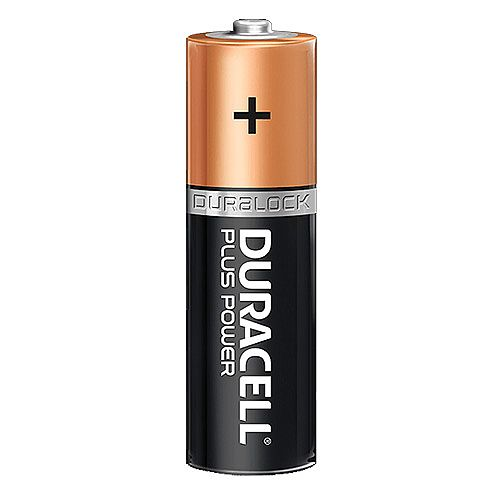 +
DURALOCK
DURACELL®
PLUS POWER